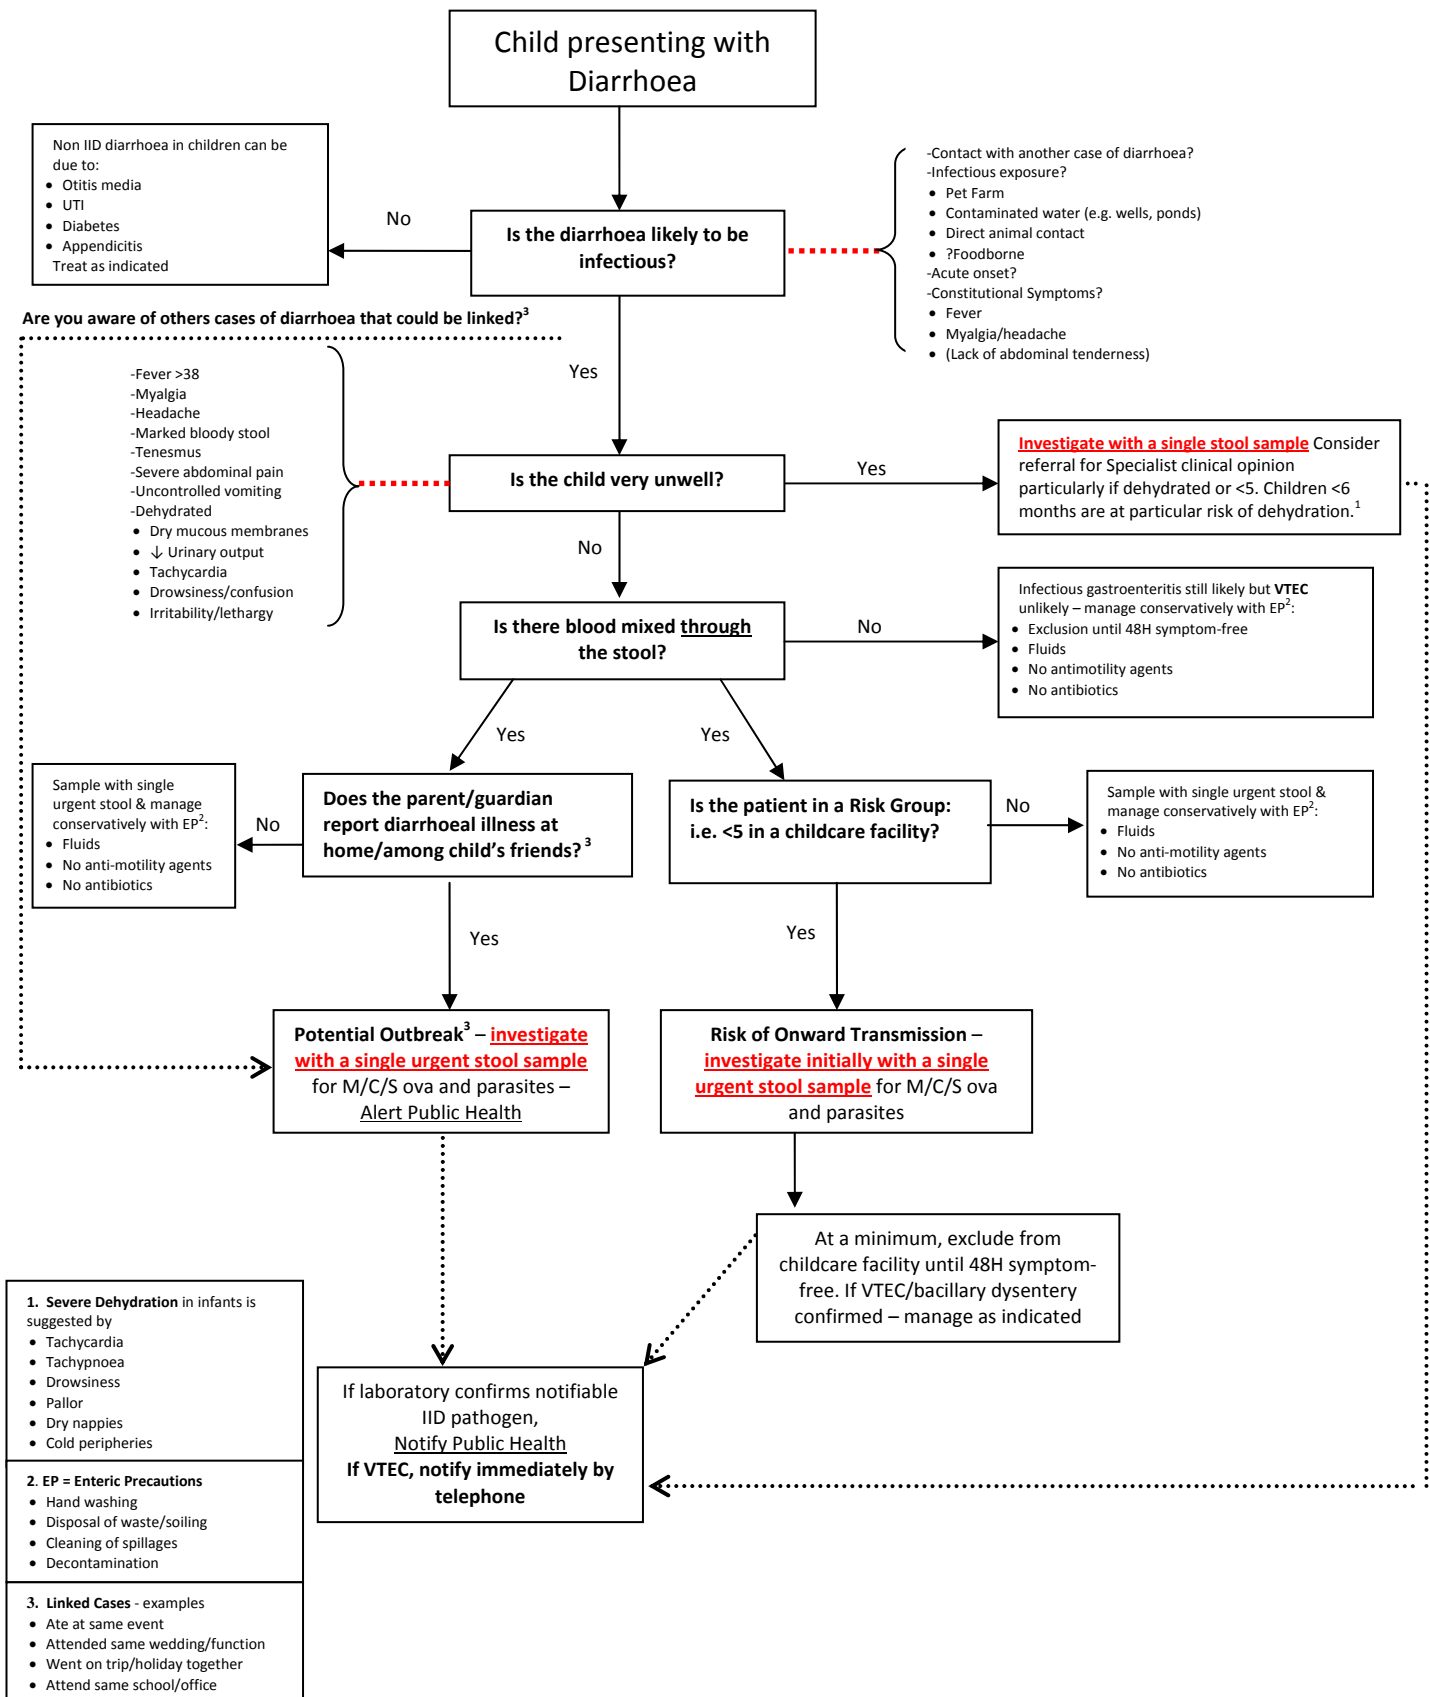 Child presenting with
Diarrhoea
Non IID diarrhoea in children can be
due to:
• Otitis media
• UTI
• Diabetes
• Appendicitis
Treat as indicated
No
Is the diarrhoea likely to be
infectious?
-Contact with another case of diarrhoea?
-Infectious exposure?
• Pet Farm
• Contaminated water (e.g. wells, ponds)
• Direct animal contact
• ?Foodborne
-Acute onset?
-Constitutional Symptoms?
• Fever
• Myalgia/headache
• (Lack of abdominal tenderness)
Are you aware of others cases of diarrhoea that could be linked?³
Yes
-Fever >38
-Myalgia
-Headache
-Marked bloody stool
-Tenesmus
-Severe abdominal pain
-Uncontrolled vomiting
-Dehydrated
• Dry mucous membranes
• ↓ Urinary output
• Tachycardia
• Drowsiness/confusion
• Irritability/lethargy
Is the child very unwell?
Yes
Investigate with a single stool sample Consider
referral for Specialist clinical opinion
particularly if dehydrated or <5. Children <6
months are at particular risk of dehydration.¹
No
Is there blood mixed through
the stool?
No
Infectious gastroenteritis still likely but VTEC
unlikely – manage conservatively with EP²:
• Exclusion until 48H symptom-free
• Fluids
• No antimotility agents
• No antibiotics
Yes
Yes
Sample with single
urgent stool & manage
conservatively with EP²:
• Fluids
• No anti-motility agents
• No antibiotics
No
Does the parent/guardian
report diarrhoeal illness at
home/among child's friends? ³
Is the patient in a Risk Group:
i.e. <5 in a childcare facility?
No
Sample with single urgent stool &
manage conservatively with EP²:
• Fluids
• No anti-motility agents
• No antibiotics
Yes
Yes
Potential Outbreak³ – investigate
with a single urgent stool sample
for M/C/S ova and parasites –
Alert Public Health
Risk of Onward Transmission –
investigate initially with a single
urgent stool sample for M/C/S ova
and parasites
At a minimum, exclude from
childcare facility until 48H symptom-
free. If VTEC/bacillary dysentery
confirmed – manage as indicated
If laboratory confirms notifiable
IID pathogen,
Notify Public Health
If VTEC, notify immediately by
telephone
1. Severe Dehydration in infants is
suggested by
• Tachycardia
• Tachypnoea
• Drowsiness
• Pallor
• Dry nappies
• Cold peripheries
2. EP = Enteric Precautions
• Hand washing
• Disposal of waste/soiling
• Cleaning of spillages
• Decontamination
3. Linked Cases - examples
• Ate at same event
• Attended same wedding/function
• Went on trip/holiday together
• Attend same school/office